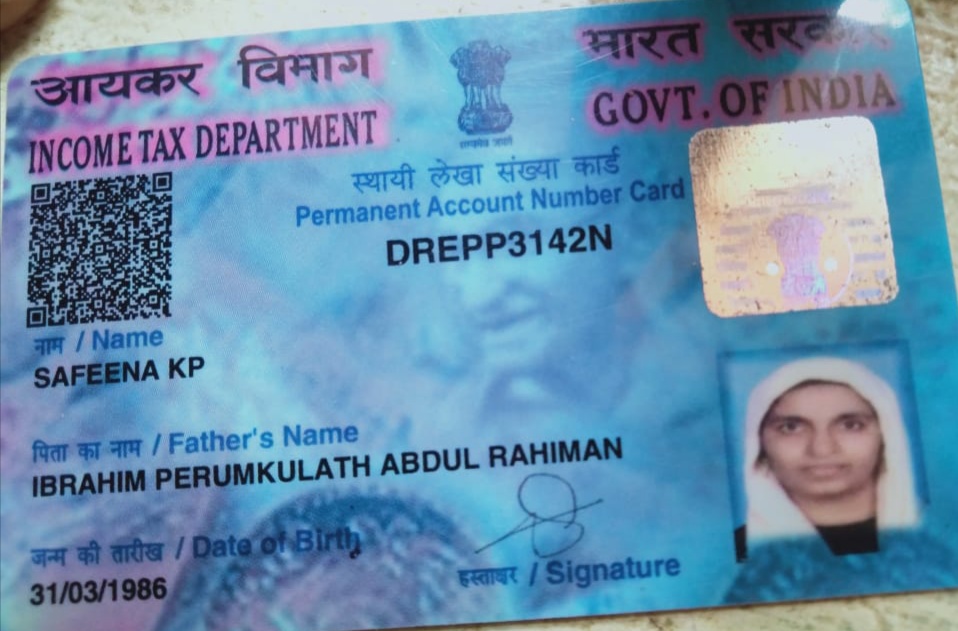 आयकर विभाग
भारत सरकार
INCOME TAX DEPARTMENT
GOVT. OF INDIA
सत्यमेव जयते
स्थायी लेखा संख्या कार्ड
Permanent Account Number Card
DREPP3142N
नाम / Name
SAFEENA KP
पिता का नाम / Father's Name
IBRAHIM PERUMKULATH ABDUL RAHIMAN
जन्म की तारीख / Date of Birth
31/03/1986
हस्ताक्षर / Signature